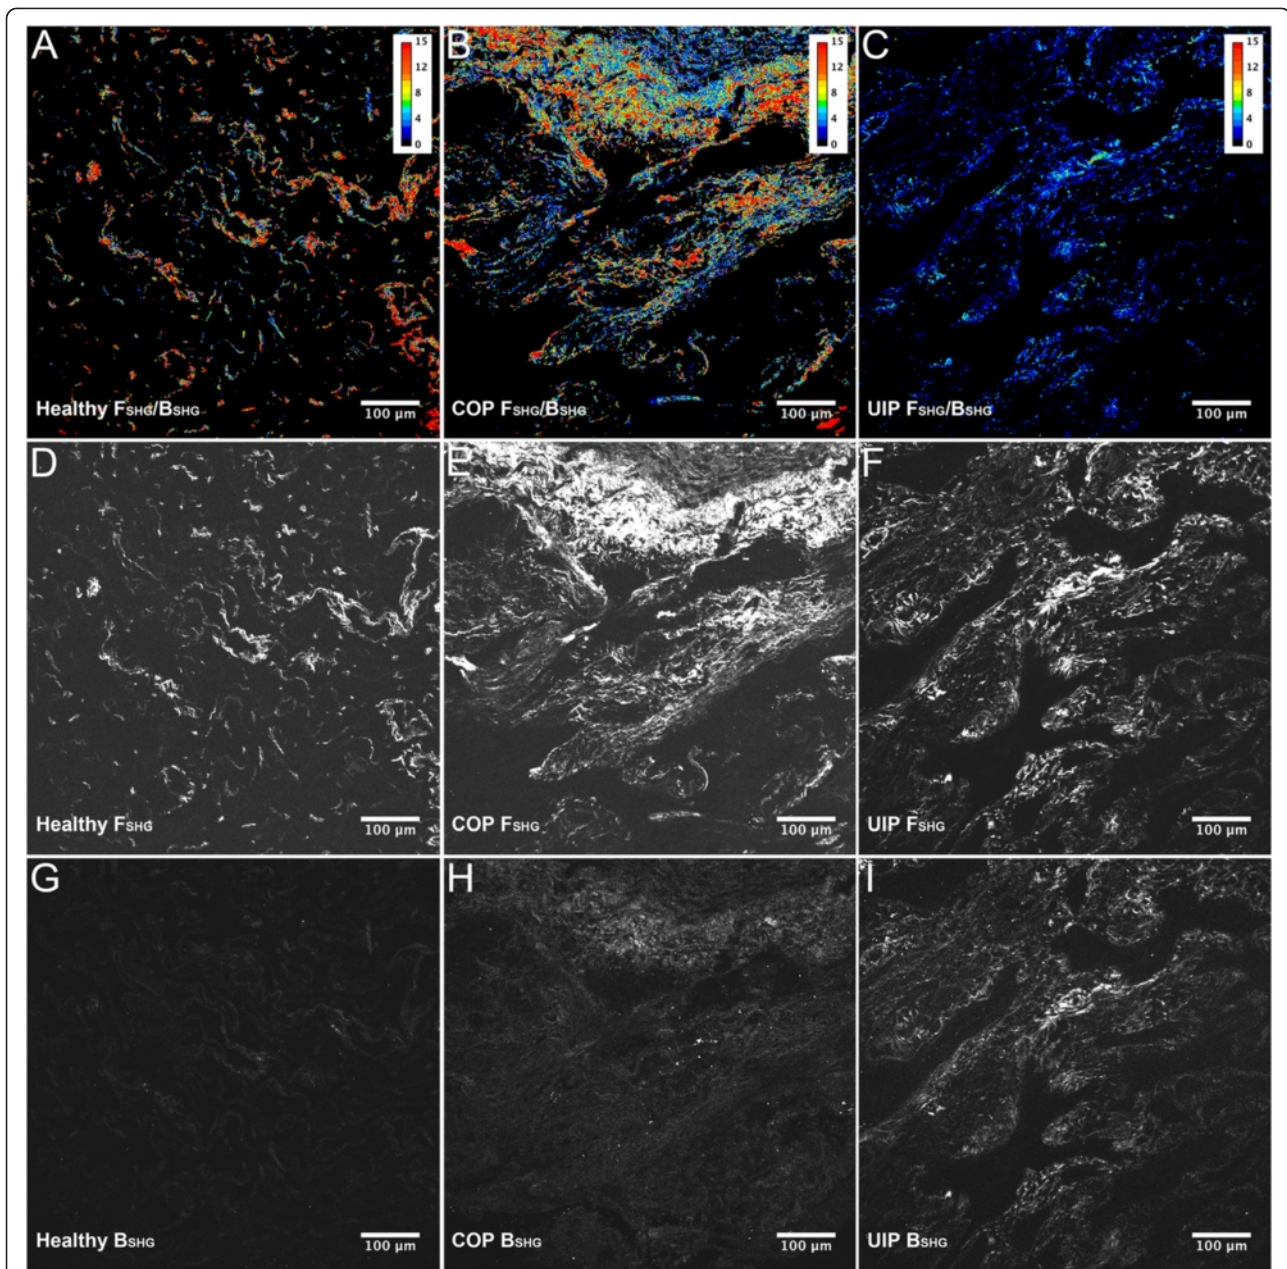 A
15
12
8
4
0
Healthy FSHG/BSHG
100 µm
B
15
12
8
4
0
COP FSHG/BSHG
100 µm
C
15
12
8
4
0
UIP FSHG/BSHG
100 µm
D
Healthy FSHG
100 µm
E
COP FSHG
100 µm
F
UIP FSHG
100 µm
G
Healthy BSHG
100 µm
H
COP BSHG
100 µm
I
UIP BSHG
100 µm